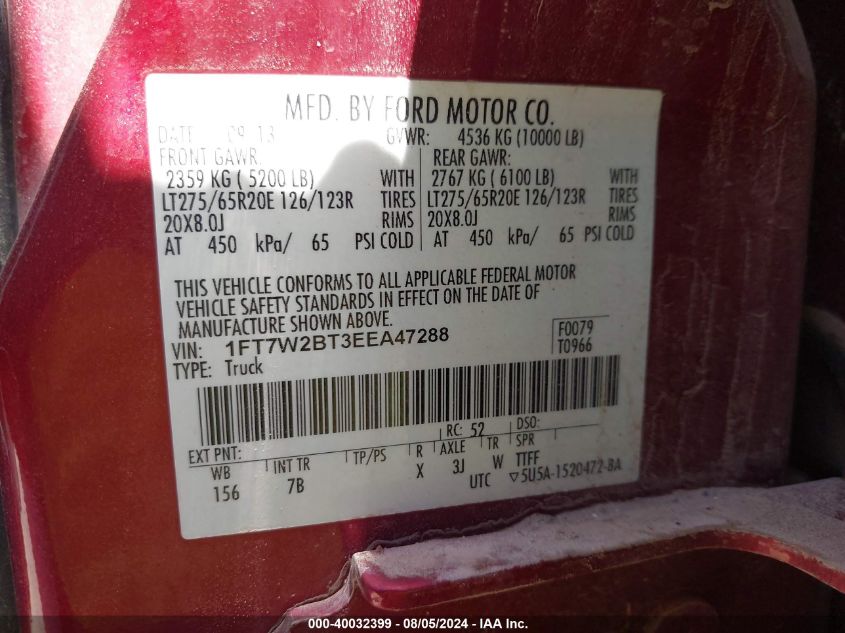 MFD. BY FORD MOTOR CO.
DATE 09 13 GVWR: 4536 KG (10000 LB)
FRONT GAWR: REAR GAWR:
2359 KG ( 5200 LB) WITH 2767 KG ( 6100 LB) WITH
LT275/65R20E 126/123R TIRES LT275/65R20E 126/123R TIRES
20X8.0J RIMS 20X8.0J RIMS
AT 450 kPa/ 65 PSI COLD AT 450 kPa/ 65 PSI COLD
THIS VEHICLE CONFORMS TO ALL APPLICABLE FEDERAL MOTOR
VEHICLE SAFETY STANDARDS IN EFFECT ON THE DATE OF
MANUFACTURE SHOWN ABOVE.
VIN: 1FT7W2BT3EEA47288 F0079
TYPE: Truck T0966
EXT PNT: RC: 52 DSO:
WB INT TR TP/PS R AXLE TR SPR
156 7B X 3J W TTFF
UTC ▽5U5A-1520472-BA
000-40032399 - 08/05/2024 - IAA Inc.